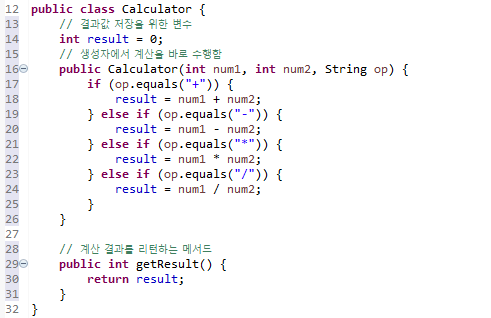 12 public class Calculator {
13 // 결과값 저장을 위한 변수
14 int result = 0;
15 // 생성자에서 계산을 바로 수행함
16 public Calculator(int num1, int num2, String op) {
17 if (op.equals("+")) {
18 result = num1 + num2;
19 } else if (op.equals("-")) {
20 result = num1 - num2;
21 } else if (op.equals("*")) {
22 result = num1 * num2;
23 } else if (op.equals("/")) {
24 result = num1 / num2;
25 }
26 }
27
28 // 계산 결과를 리턴하는 메서드
29 public int getResult() {
30 return result;
31 }
32 }